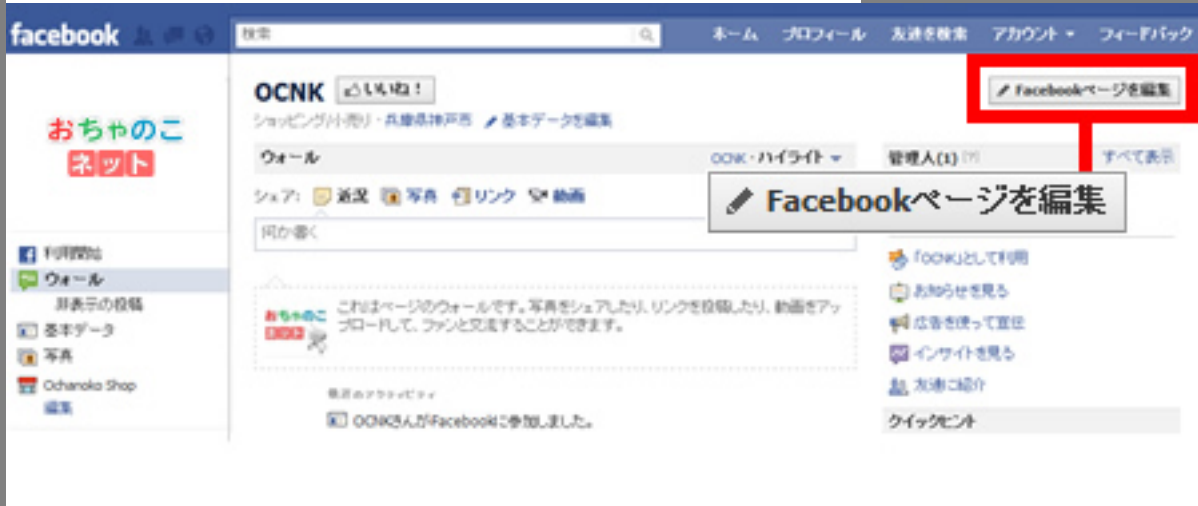 facebook 検索 ホーム プロフィール 友達を検索 アカウント フィードバック
おちゃのこ
ネット
OCNK いいね！
Facebookページを編集
ショッピング/小売り・兵庫県神戸市 基本データを編集
ウォール OCNK・ハイライト
管理人(1) [?] すべて表示
シェア: 近況 写真 リンク 動画
Facebookページを編集
何か書く
利用開始
ウォール
非表示の投稿
基本データ
写真
Ochanoko Shop
編集
おちゃのこ
ネット
これはページのウォールです。写真をシェアしたり、リンクを投稿したり、動画をアップ
ロードして、ファンと交流することができます。
最近のアクティビティ
OCNKさんがFacebookに参加しました。
「OCNK」として利用
お知らせを見る
広告を使って宣伝
インサイトを見る
友達に紹介
クイックヒント